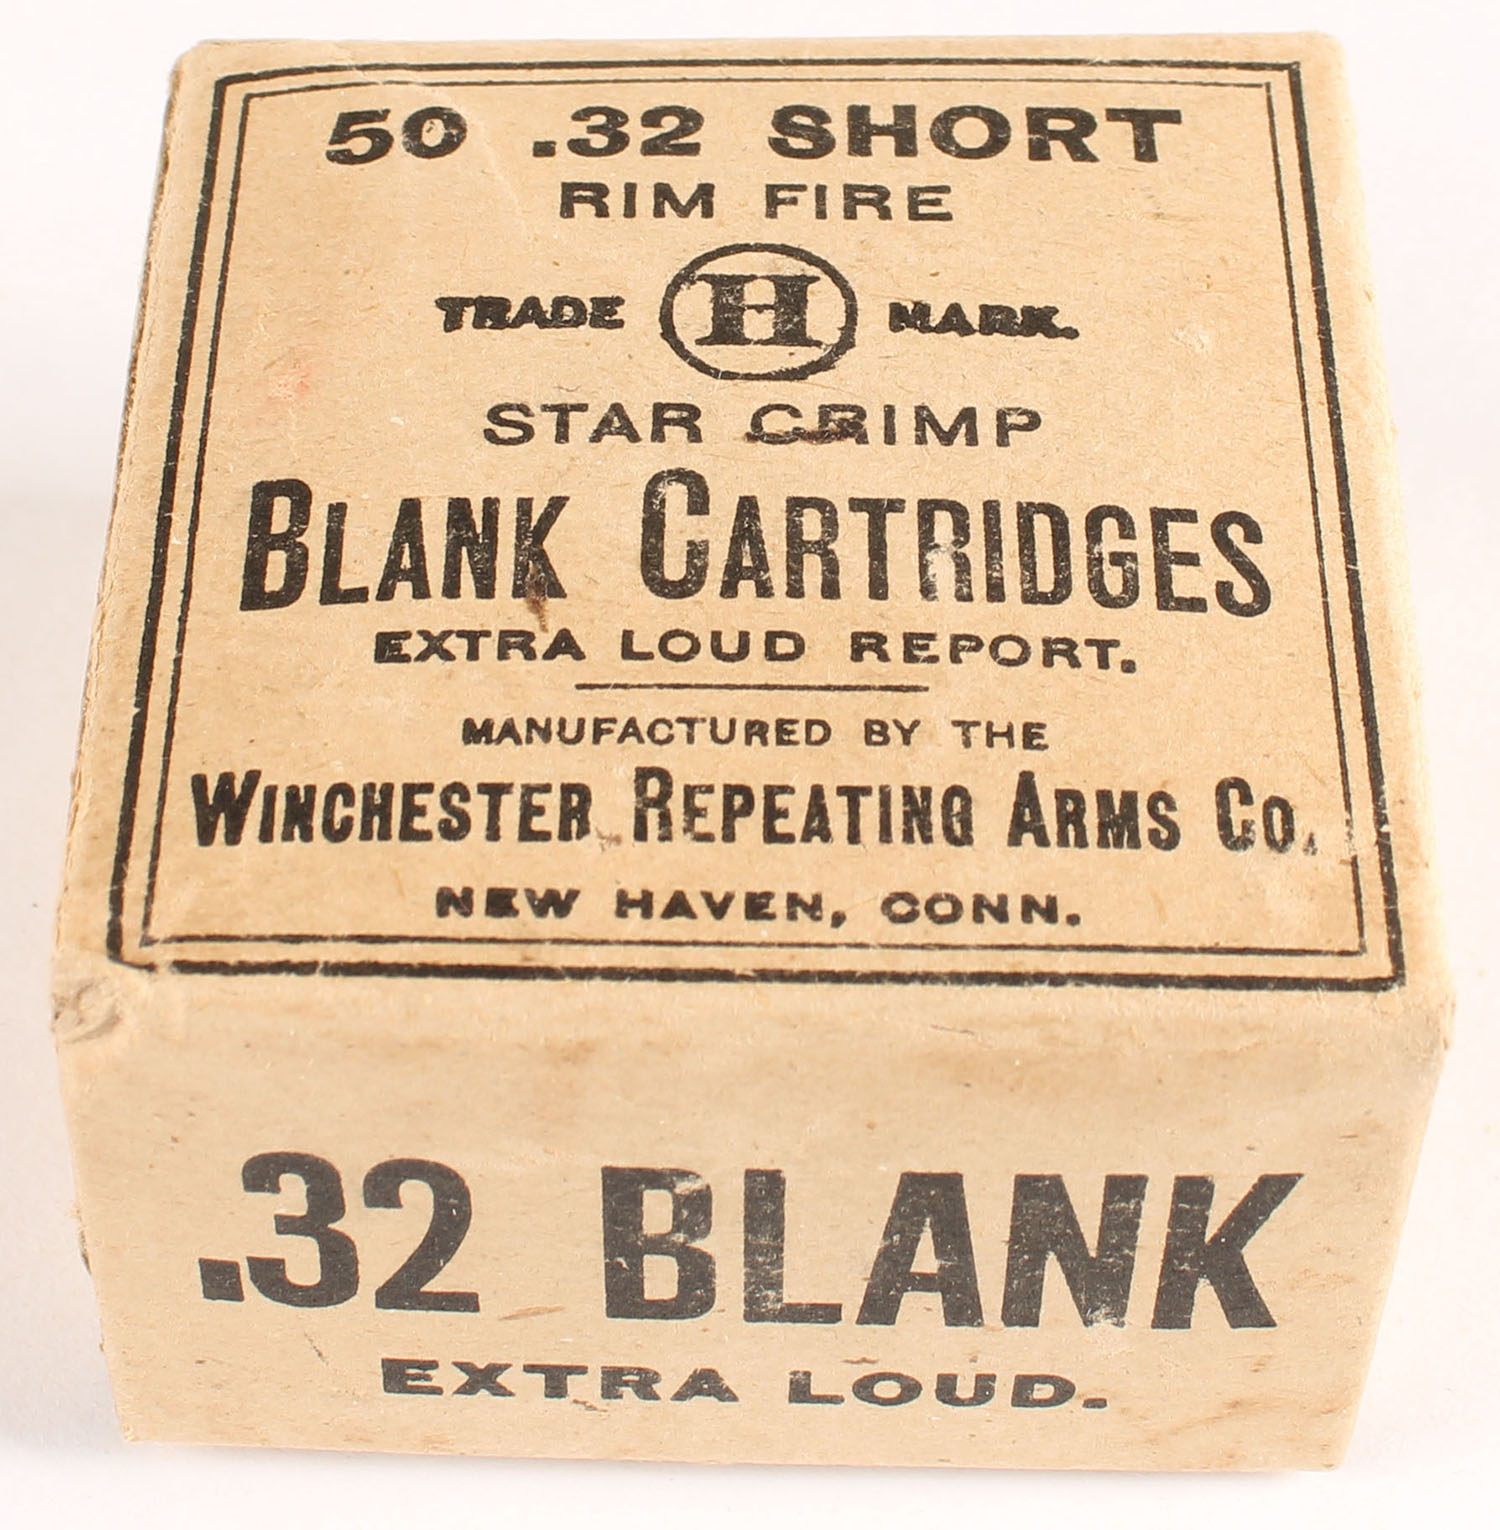 50 .32 SHORT
RIM FIRE
TRADE H MARK.
STAR CRIMP
BLANK CARTRIDGES
EXTRA LOUD REPORT.
MANUFACTURED BY THE
WINCHESTER REPEATING ARMS CO.
NEW HAVEN, CONN.
.32 BLANK
EXTRA LOUD.